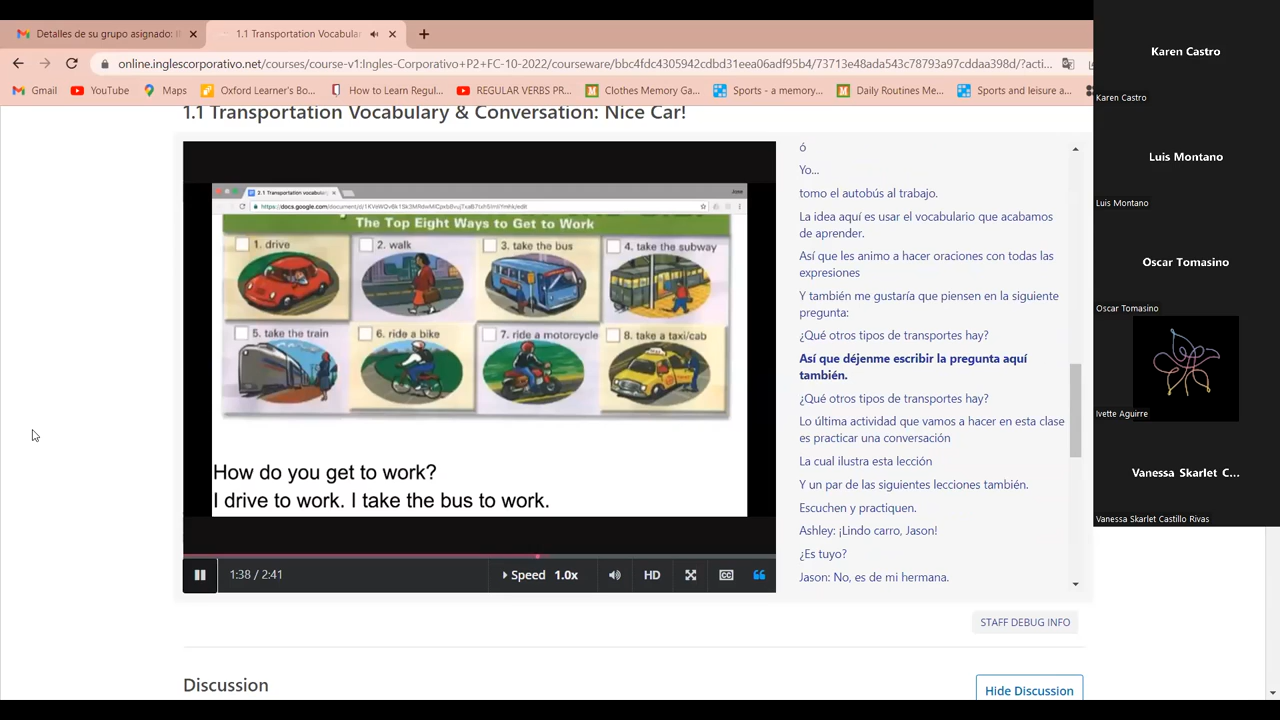 Detalles de su grupo asignado: I
1.1 Transportation Vocabular
online.inglescorporativo.net/courses/course-v1:Ingles-Corporativo+P2+FC-10-2022/courseware/bbc4fdc4305942cdbd31eea06adf95b4/73713e48ada543c78793a97cddaa398d/?acti...
Gmail
YouTube
Maps
Oxford Learner's Bo...
How to Learn Regul...
REGULAR VERBS PR...
Clothes Memory Ga...
Sports - a memory...
Daily Routines Me...
Sports and leisure a...
1.1 Transportation Vocabulary & Conversation: Nice Car!
The Top Eight Ways to Get to Work
1. drive
2. walk
3. take the bus
4. take the subway
5. take the train
6. ride a bike
7. ride a motorcycle
8. take a taxi/cab
How do you get to work?
I drive to work. I take the bus to work.
1:38 / 2:41
Speed 1.0x
HD
ó
Yo...
tomo el autobús al trabajo.
La idea aquí es usar el vocabulario que acabamos
de aprender.
Así que les animo a hacer oraciones con todas las
expresiones
Y también me gustaría que piensen en la siguiente
pregunta:
¿Qué otros tipos de transportes hay?
Así que déjenme escribir la pregunta aquí
también.
¿Qué otros tipos de transportes hay?
Lo última actividad que vamos a hacer en esta clase
es practicar una conversación
La cual ilustra esta lección
Y un par de las siguientes lecciones también.
Escuchen y practiquen.
Ashley: ¡Lindo carro, Jason!
¿Es tuyo?
Jason: No, es de mi hermana.
STAFF DEBUG INFO
Discussion
Hide Discussion
Karen Castro
Karen Castro
Luis Montano
Luis Montano
Oscar Tomasino
Oscar Tomasino
Ivette Aguirre
Vanessa Skarlet C...
Vanessa Skarlet Castillo Rivas